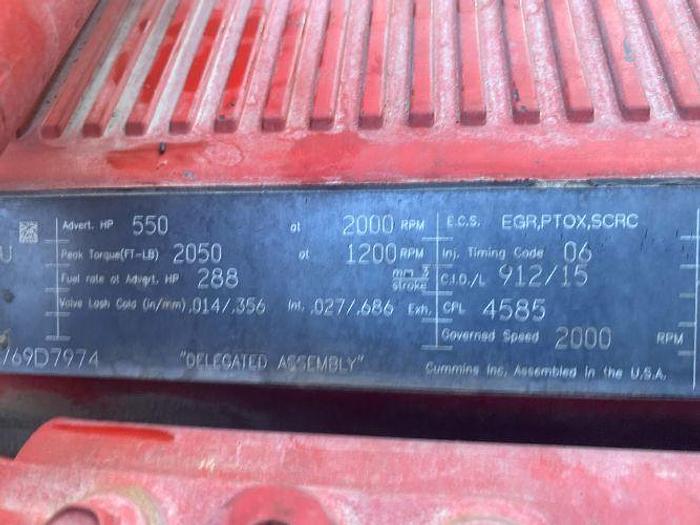 Advert. HP 550 at 2000 RPM
Peak Torque(FT-LB) 2050 at 1200 RPM
Fuel rate at Advert. HP 288 mm 3 stroke
Valve Lash Cold (in/mm) .014/.356 Int. .027/.686 Exh.
/69D7974 "DELEGATED ASSEMBLY"
E.C.S. EGR,PTOX,SCRC
Inj. Timing Code 06
C.I.D./L 912/15
CPL 4585
Governed Speed 2000 RPM
Cummins Inc. Assembled in the U.S.A.